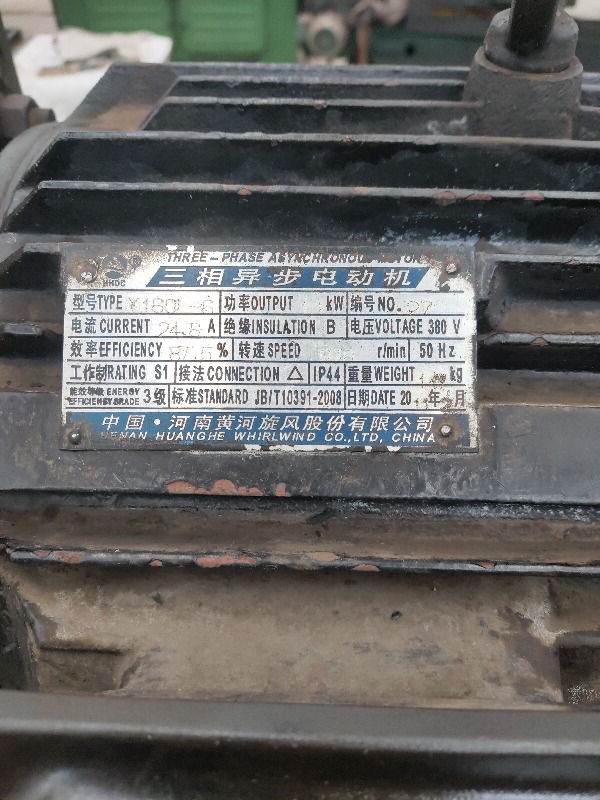 HHDC
THREE-PHASE ASYNCHRONOUS MOTOR
三相异步电动机
型号TYPE Y180L-6 功率OUTPUT kW 编号NO.
电流CURRENT 24.8 A 绝缘INSULATION B 电压VOLTAGE 380 V
效率EFFICIENCY % 转速SPEED r/min 50 Hz
工作制RATING S1 接法CONNECTION △ IP44 重量WEIGHT kg
能效等级 ENERGY EFFICIENCY GRADE 3级 标准STANDARD JB/T10391-2008 日期DATE 20 年 月
中国·河南黄河旋风股份有限公司
HENAN HUANGHE WHIRLWIND CO.,LTD, CHINA